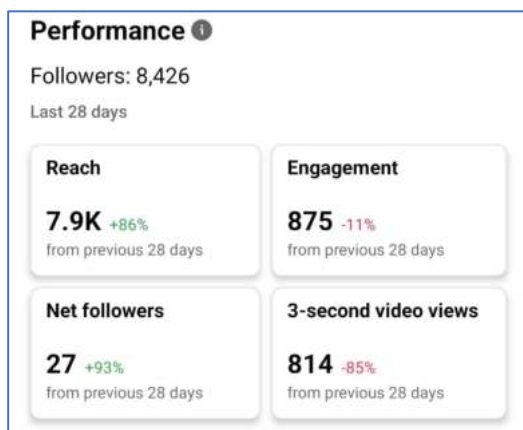 Performance
Followers: 8,426
Last 28 days
Reach
7.9K +86%
from previous 28 days
Engagement
875 -11%
from previous 28 days
Net followers
27 +93%
from previous 28 days
3-second video views
814 -85%
from previous 28 days